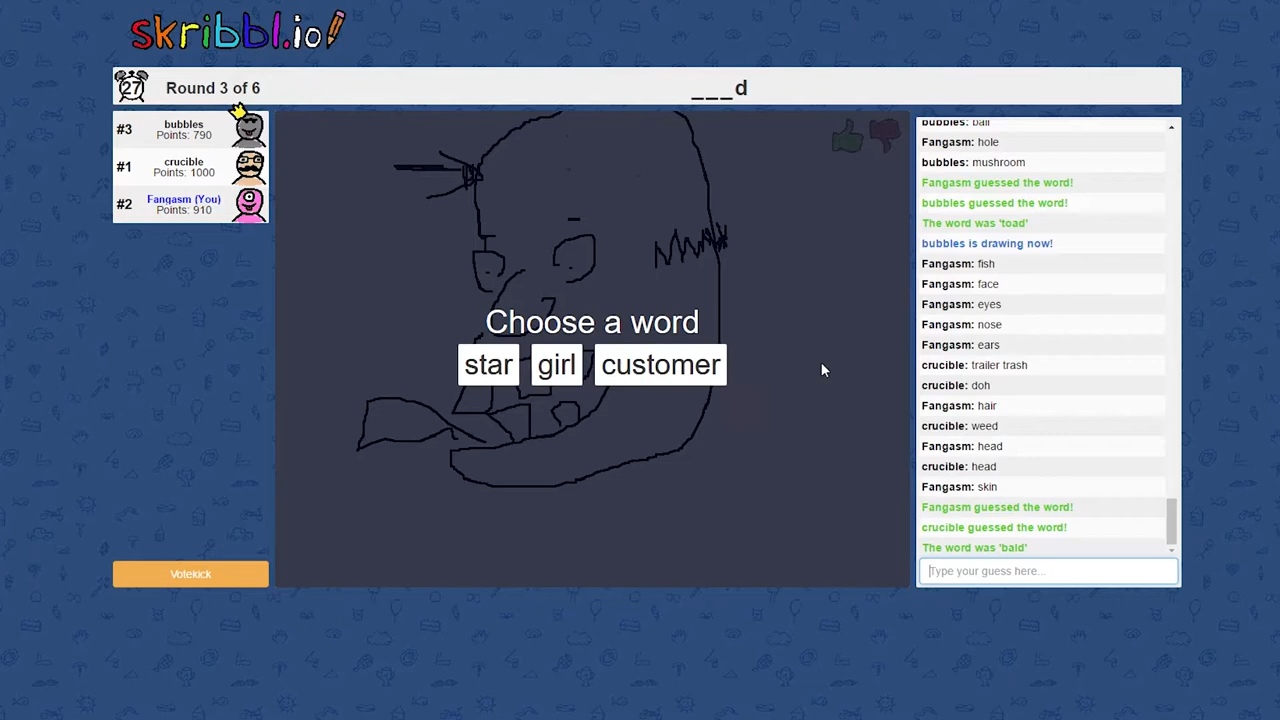 skribbl.io
27 Round 3 of 6 ___d
#3 bubbles
Points: 790
#1 crucible
Points: 1000
#2 Fangasm (You)
Points: 910
Votekick
Choose a word
star girl customer
bubbles: ball
Fangasm: hole
bubbles: mushroom
Fangasm guessed the word!
bubbles guessed the word!
The word was 'toad'
bubbles is drawing now!
Fangasm: fish
Fangasm: face
Fangasm: eyes
Fangasm: nose
Fangasm: ears
crucible: trailer trash
crucible: doh
Fangasm: hair
crucible: weed
Fangasm: head
crucible: head
Fangasm: skin
Fangasm guessed the word!
crucible guessed the word!
The word was 'bald'
Type your guess here...